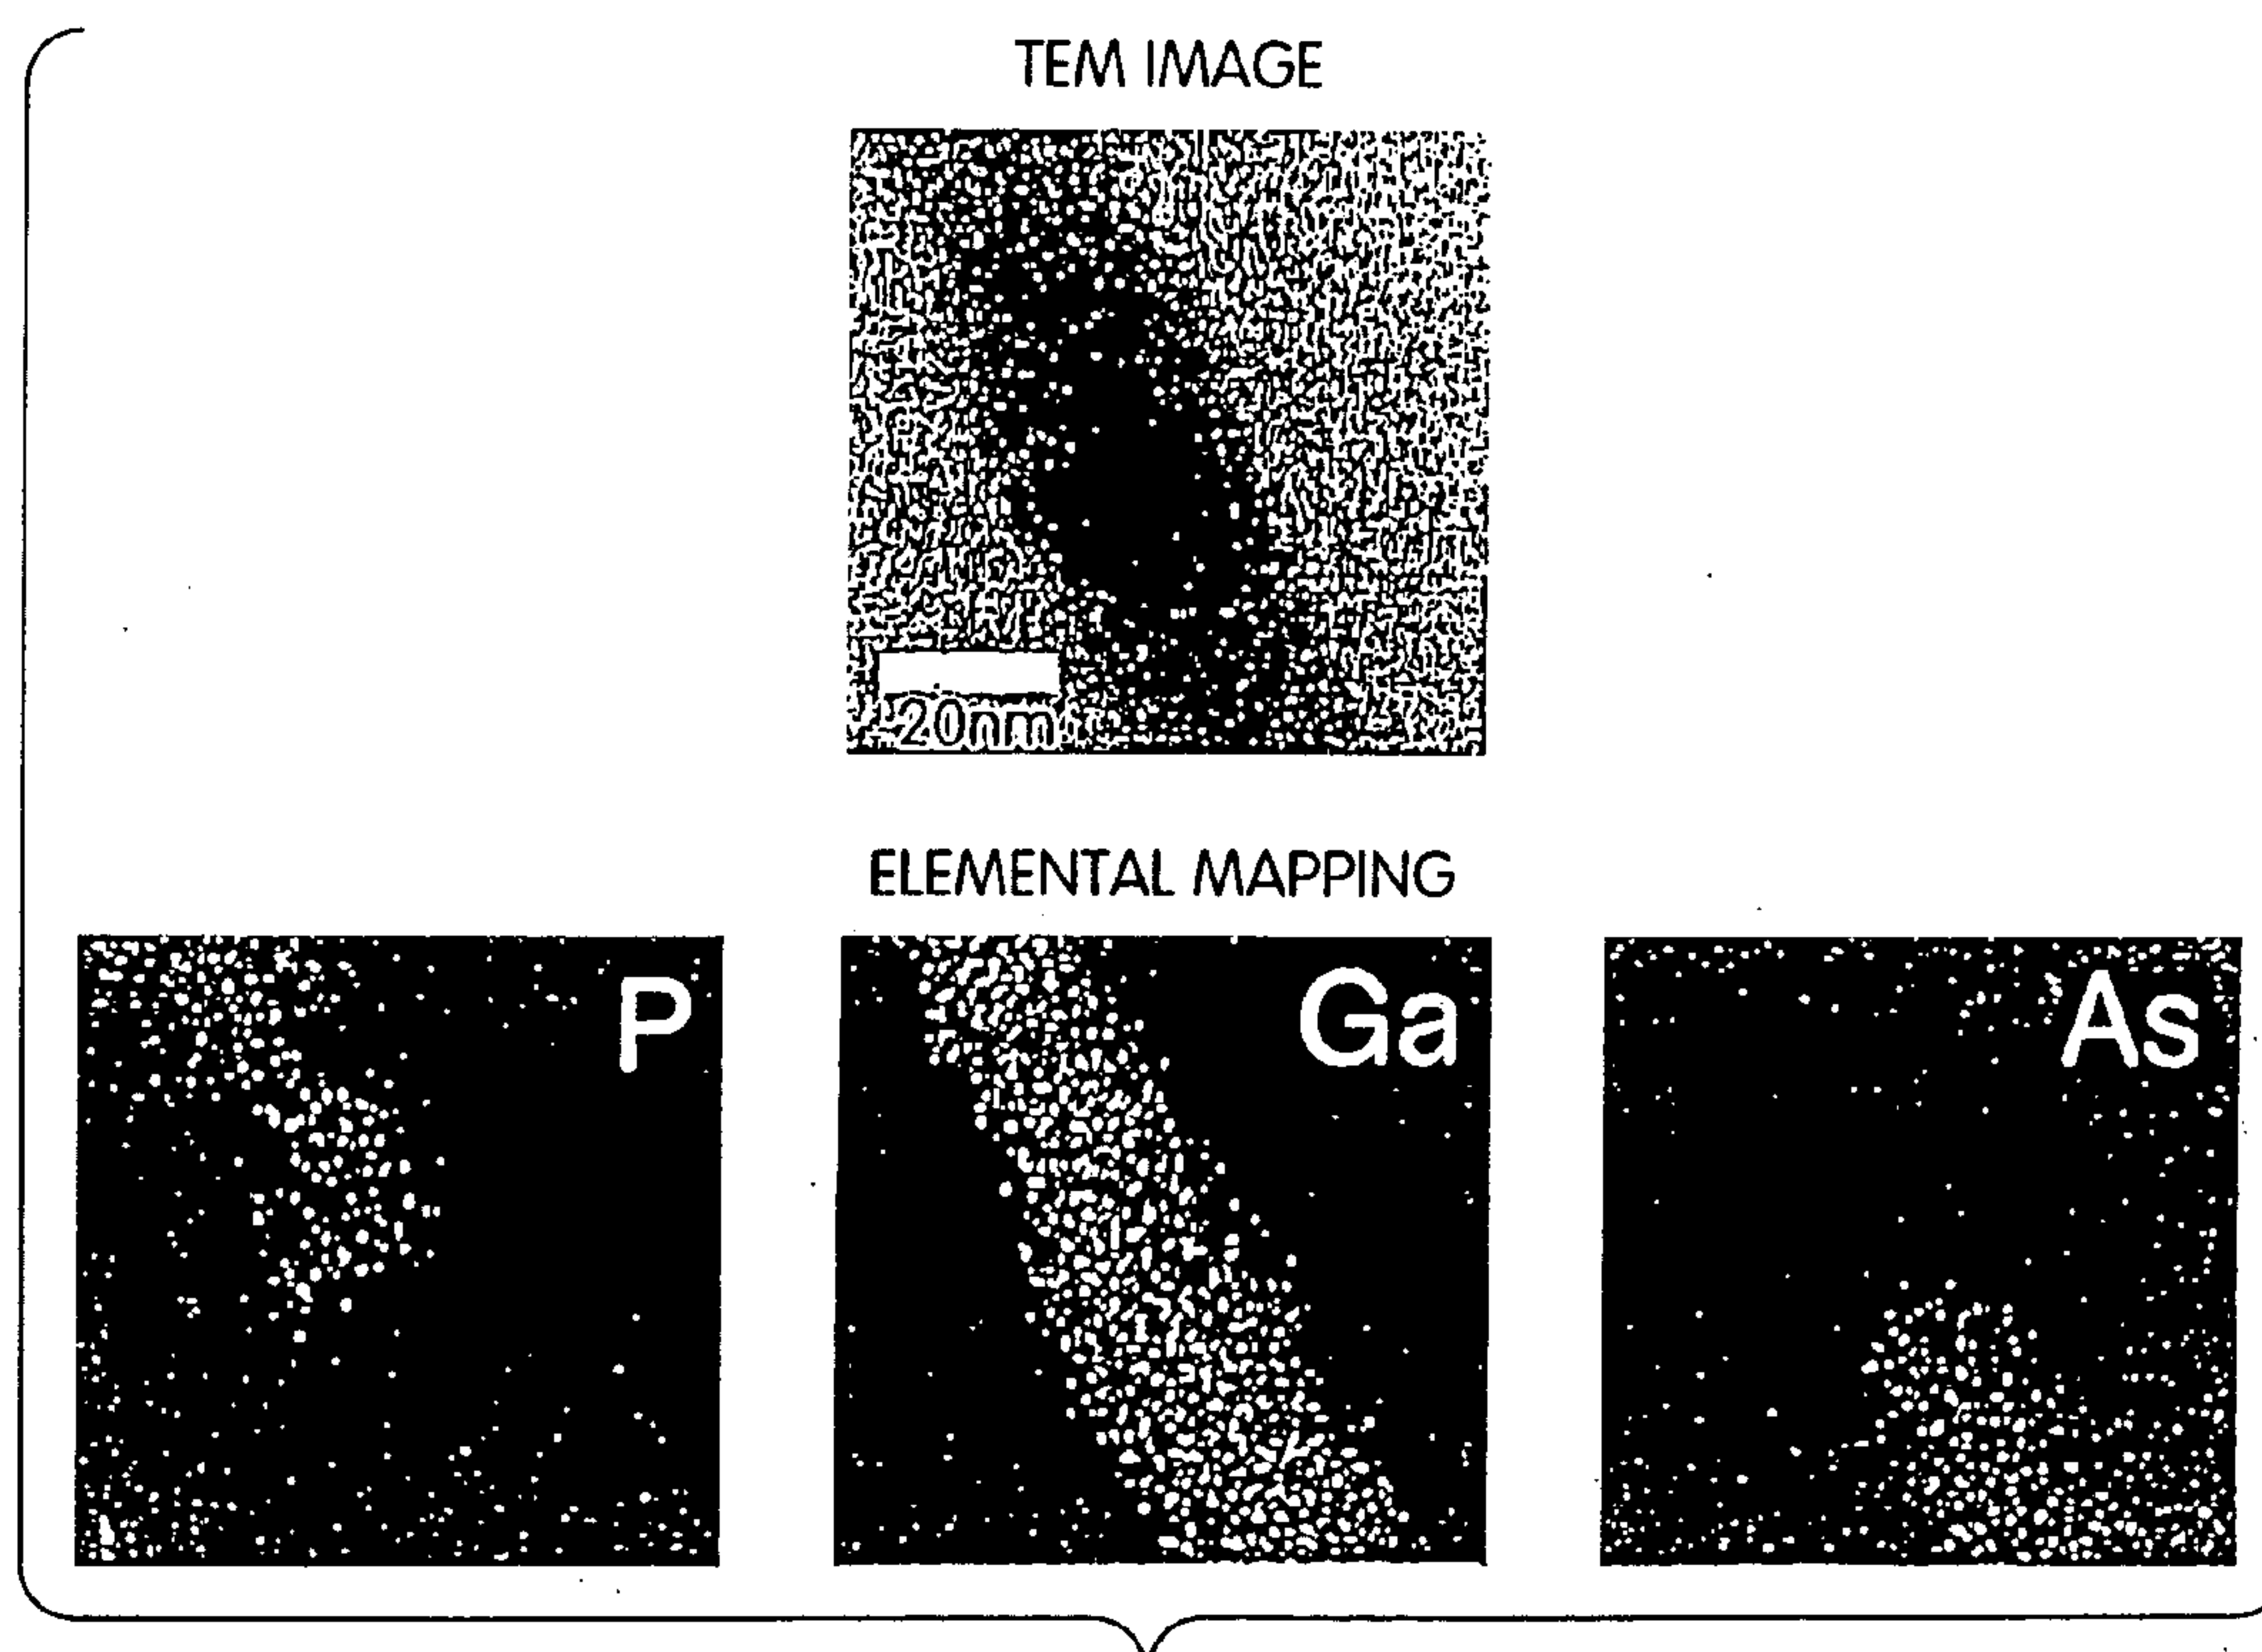 TEM IMAGE
20nm
ELEMENTAL MAPPING
P
Ga
As